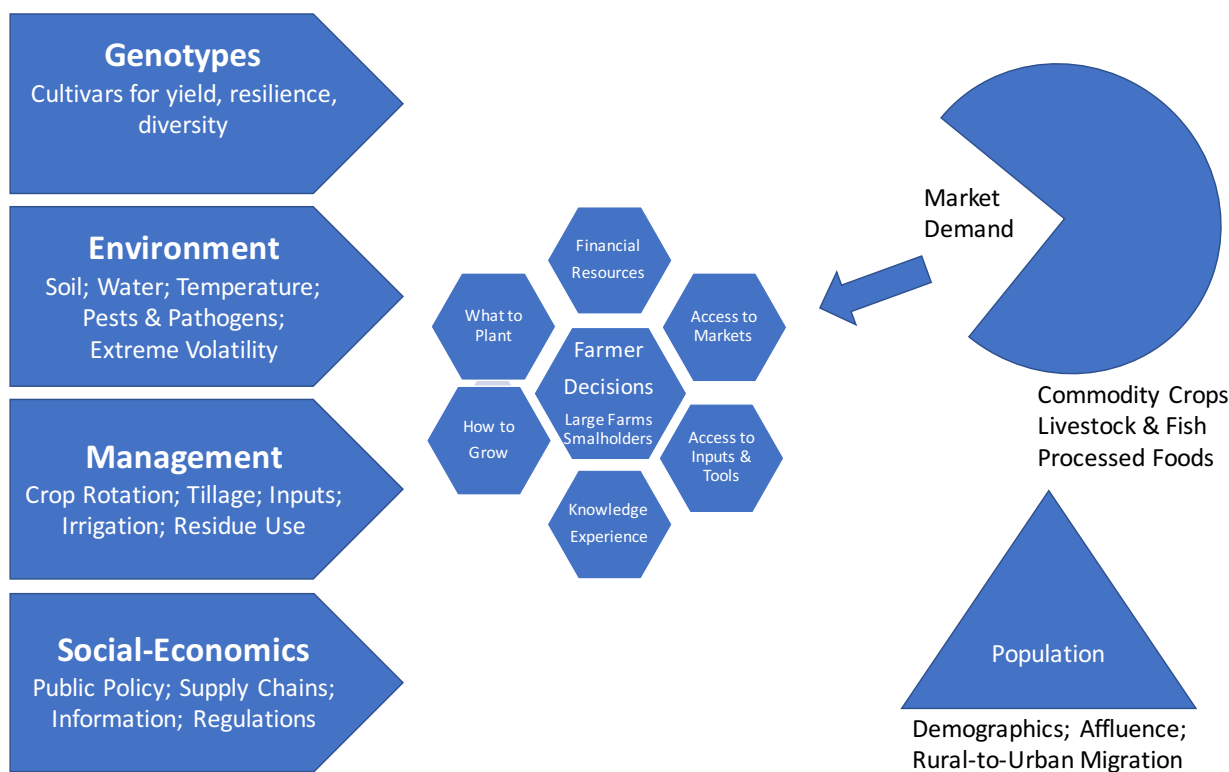 Genotypes
Cultivars for yield, resilience,
diversity
Environment
Soil; Water; Temperature;
Pests & Pathogens;
Extreme Volatility
Management
Crop Rotation; Tillage; Inputs;
Irrigation; Residue Use
Social-Economics
Public Policy; Supply Chains;
Information; Regulations
Financial
Resources
What to
Plant
Access to
Markets
Farmer
Decisions
Large Farms
Smalholders
How to
Grow
Access to
Inputs &
Tools
Knowledge
Experience
Market
Demand
Commodity Crops
Livestock & Fish
Processed Foods
Population
Demographics; Affluence;
Rural-to-Urban Migration